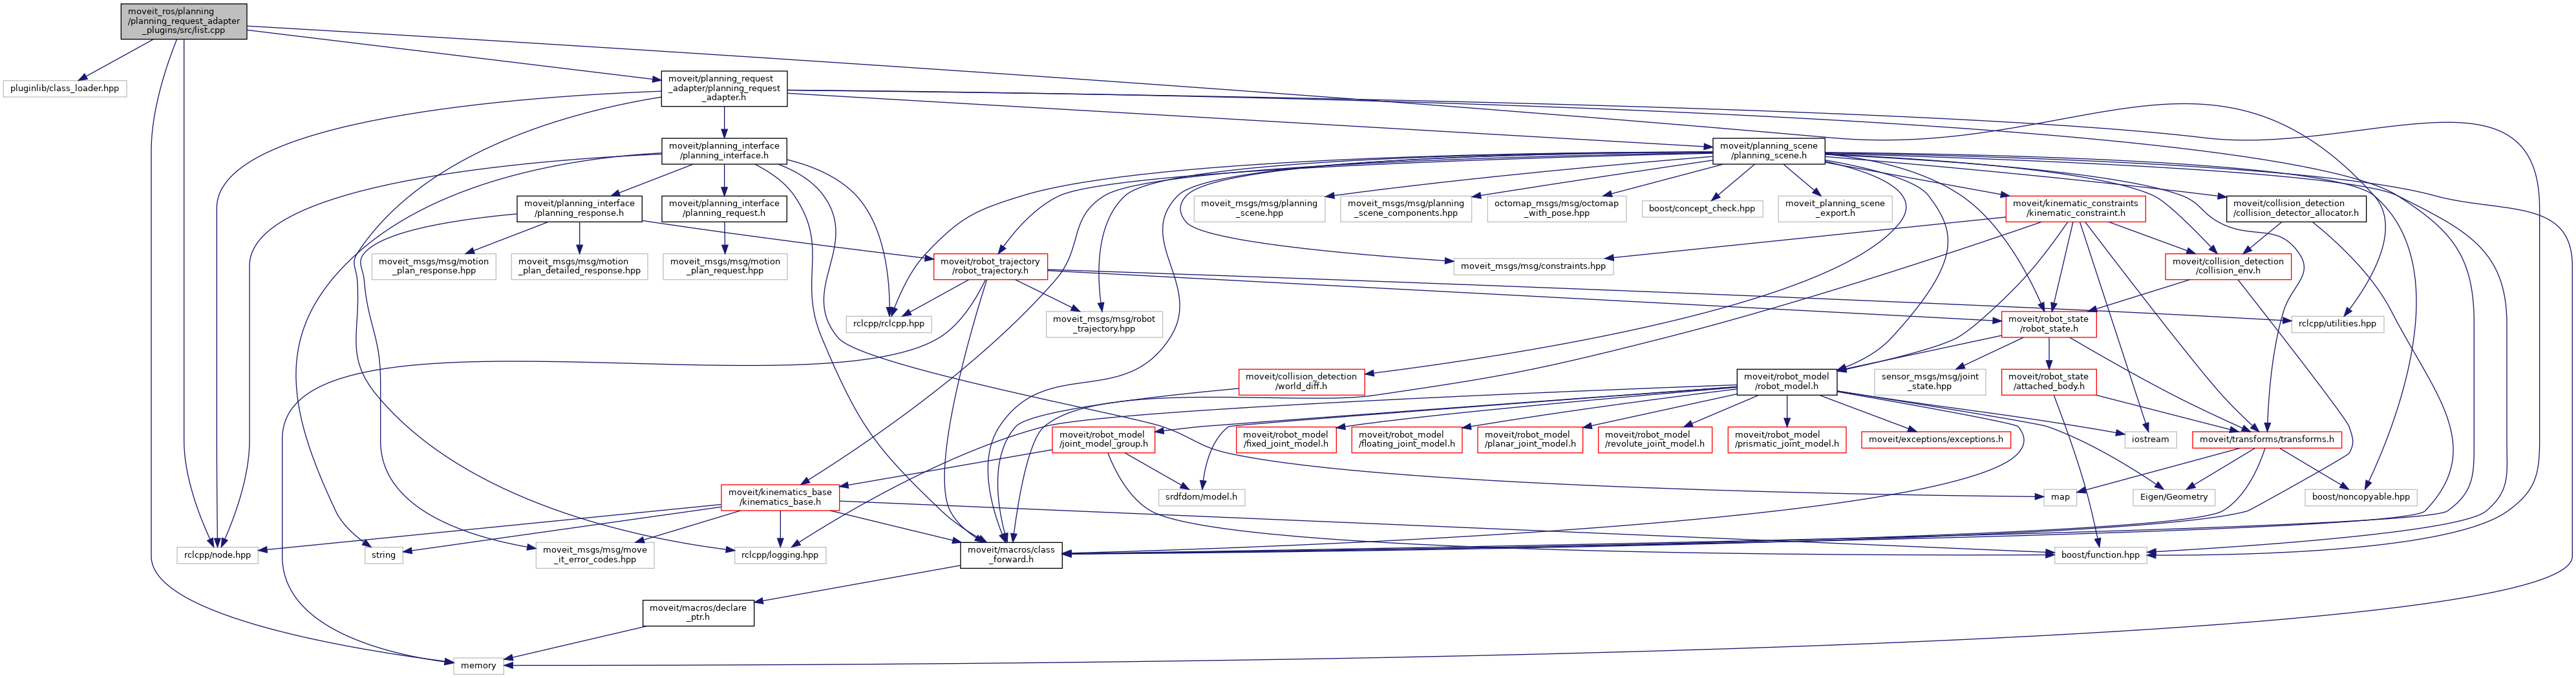 moveit_ros/planning
/planning_request_adapter
_plugins/src/list.cpp
pluginlib/class_loader.hpp
moveit/planning_request
_adapter/planning_request
_adapter.h
moveit/planning_interface
/planning_interface.h
moveit/planning_scene
/planning_scene.h
moveit/planning_interface
/planning_response.h
moveit/planning_interface
/planning_request.h
moveit_msgs/msg/planning
_scene.hpp
moveit_msgs/msg/planning
_scene_components.hpp
octomap_msgs/msg/octomap
_with_pose.hpp
boost/concept_check.hpp
moveit_planning_scene
_export.h
moveit/kinematic_constraints
/kinematic_constraint.h
moveit/collision_detection
/collision_detector_allocator.h
moveit_msgs/msg/motion
_plan_response.hpp
moveit_msgs/msg/motion
_plan_detailed_response.hpp
moveit_msgs/msg/motion
_plan_request.hpp
moveit/robot_trajectory
/robot_trajectory.h
moveit_msgs/msg/constraints.hpp
moveit/collision_detection
/collision_env.h
rclcpp/rclcpp.hpp
moveit_msgs/msg/robot
_trajectory.hpp
moveit/robot_state
/robot_state.h
rclcpp/utilities.hpp
moveit/collision_detection
/world_diff.h
moveit/robot_model
/robot_model.h
sensor_msgs/msg/joint
_state.hpp
moveit/robot_state
/attached_body.h
moveit/robot_model
/joint_model_group.h
moveit/robot_model
/fixed_joint_model.h
moveit/robot_model
/floating_joint_model.h
moveit/robot_model
/planar_joint_model.h
moveit/robot_model
/revolute_joint_model.h
moveit/robot_model
/prismatic_joint_model.h
moveit/exceptions/exceptions.h
iostream
moveit/transforms/transforms.h
moveit/kinematics_base
/kinematics_base.h
srdfdom/model.h
map
Eigen/Geometry
boost/noncopyable.hpp
rclcpp/node.hpp
string
moveit_msgs/msg/move
_it_error_codes.hpp
rclcpp/logging.hpp
moveit/macros/class
_forward.h
boost/function.hpp
moveit/macros/declare
_ptr.h
memory